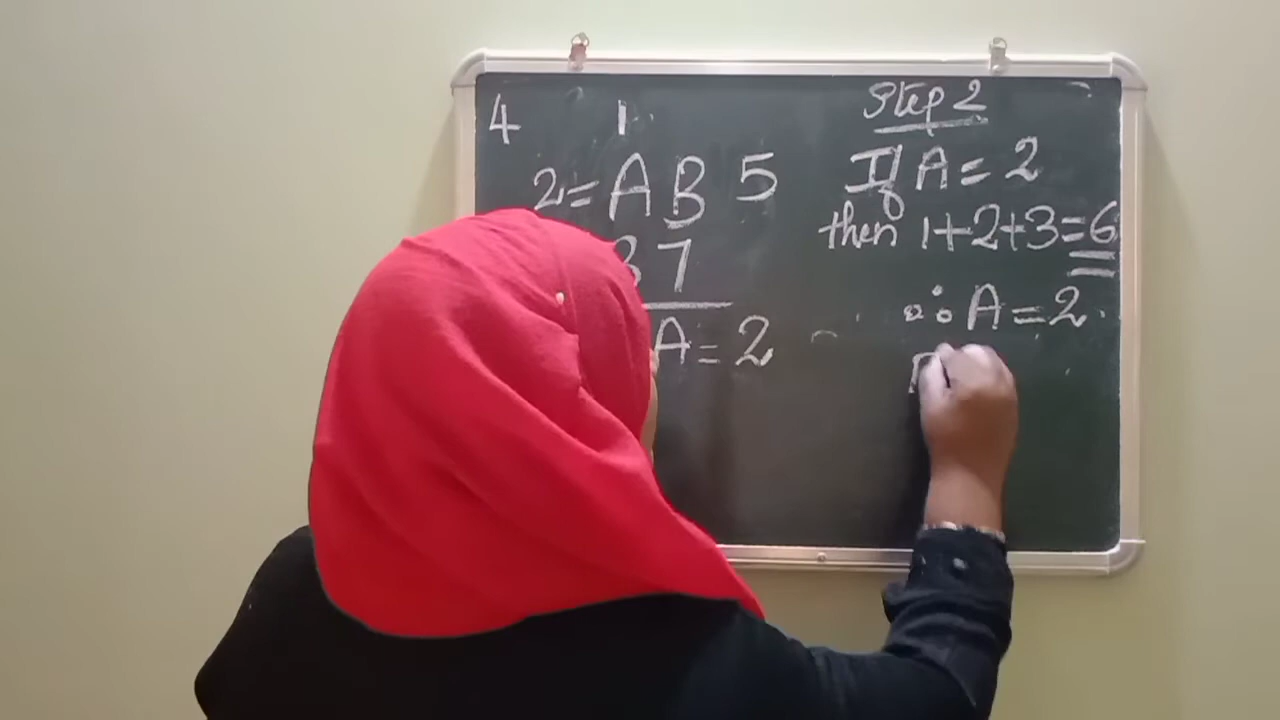 4
1
2 = A B 5
3 7
A = 2
Step 2
If A = 2
then 1+2+3=6
∴ A = 2.